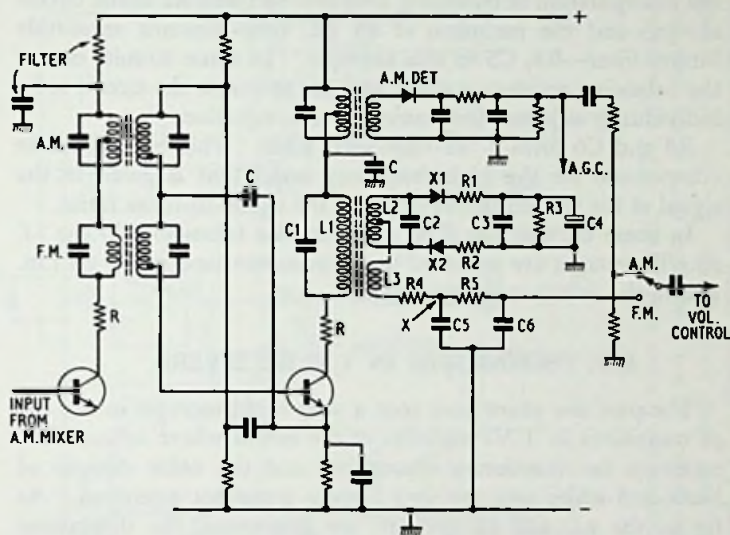 +
FILTER
A.M. DET
A.M.
C
A.G.C.
C
X1
R1
L2
F.M.
C1
L1
C2
C3
R3
C4
X2
R2
L3
A.M.
R4
R5
R
R
X
C5
C6
F.M.
TO
VOL.
CONTROL
INPUT
FROM
A.M.MIXER
-